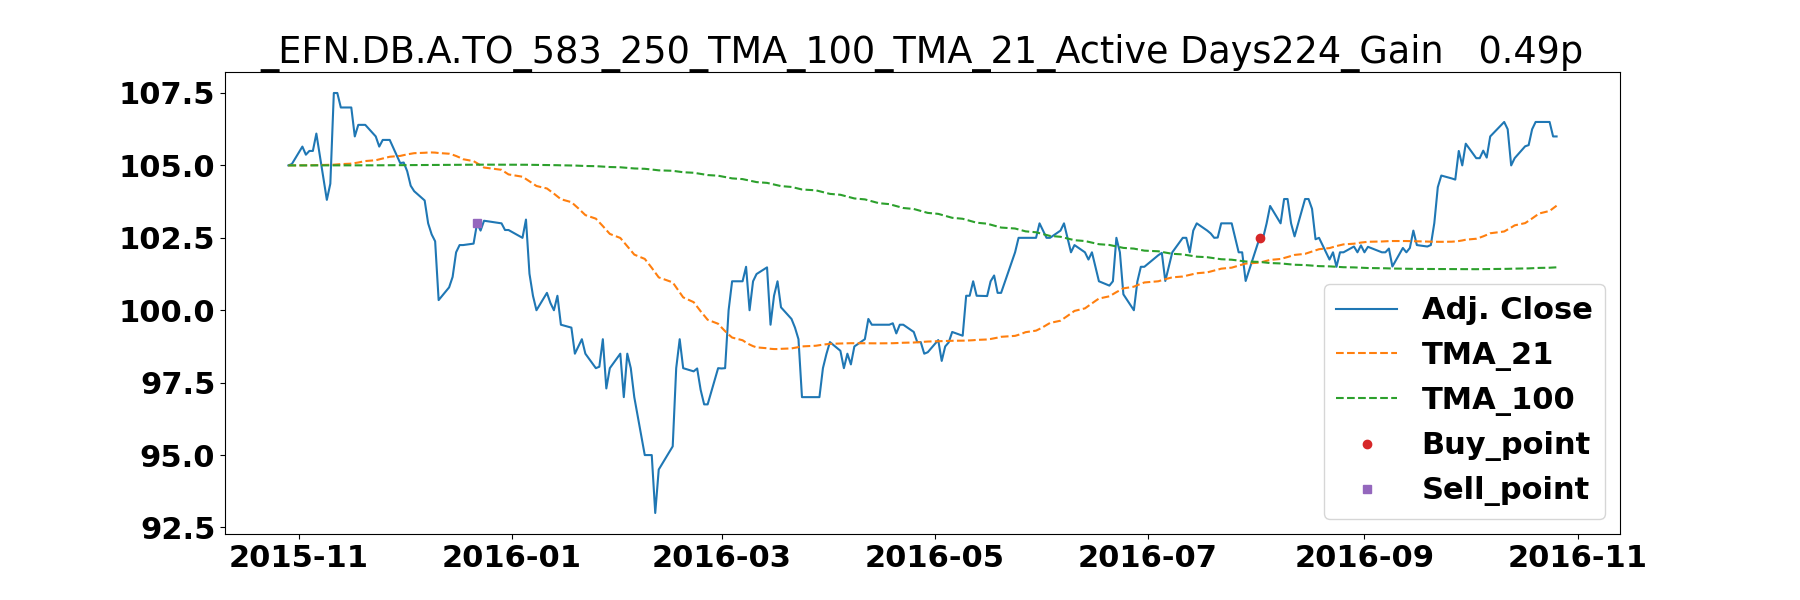 _EFN.DB.A.TO_583_250_TMA_100_TMA_21_Active Days224_Gain   0.49p
107.5
105.0
102.5
100.0
97.5
95.0
92.5
Adj. Close
TMA_21
TMA_100
Buy_point
Sell_point
2015-11 2016-01 2016-03 2016-05 2016-07 2016-09 2016-11